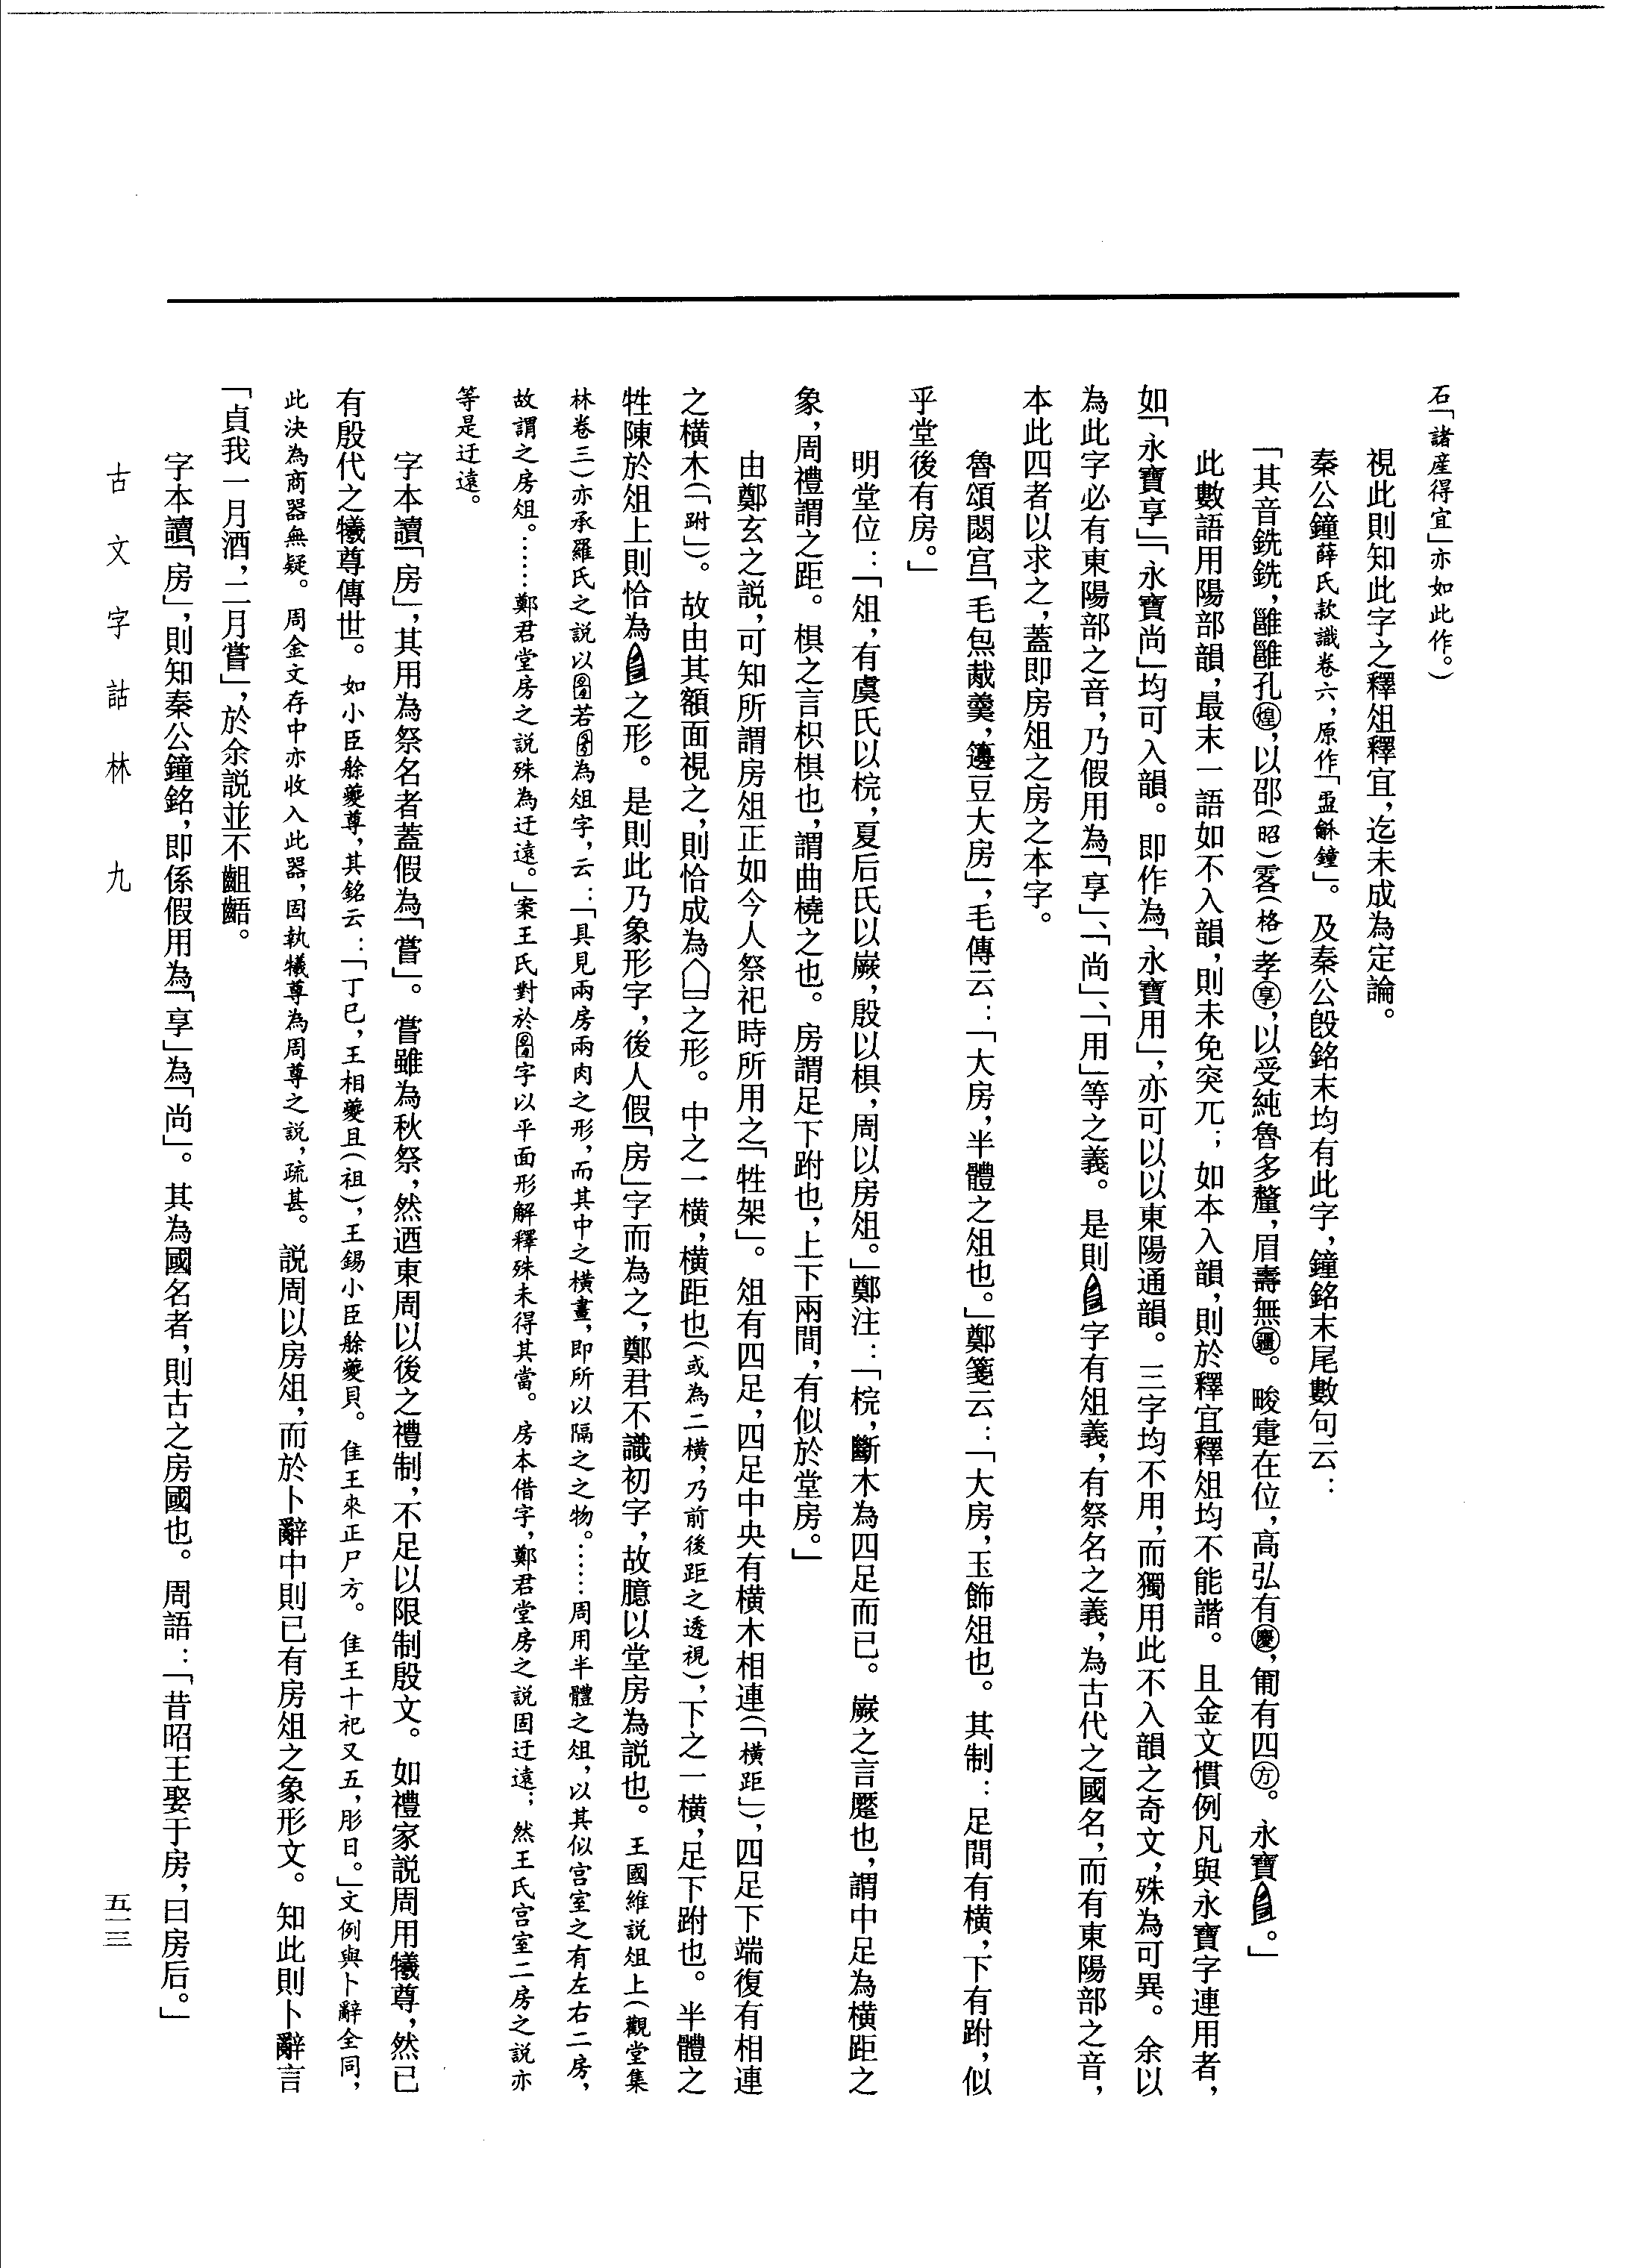 石「諸産得宜」亦如此作。）
視此則知此字之釋俎釋宜，迄未成為定論。
秦公鐘薛氏款識卷六，原作「盄龢鐘」。及秦公𣪘銘末均有此字，鐘銘末尾數句云：
「其音銑銑，雝雝孔煌，以邵（昭）零（格）孝享，以受純魯多釐，眉壽無疆。畯疐在位，高弘有慶，匍有四方。永寶。」
此數語用陽部韻，最末一語如不入韻，則未免突兀；如本入韻，則於釋宜釋俎均不能諧。且金文慣例凡與永寶字連用者，
如「永寶享」「永寶尚」均可入韻。即作為「永寶用」，亦可以以東陽通韻。三字均不用，而獨用此不入韻之奇文，殊為可異。余以
為此字必有東陽部之音，乃假用為「享」、「尚」、「用」等之義。是則字有俎義，有祭名之義，為古代之國名，而有東陽部之音，
本此四者以求之，蓋即房俎之房之本字。
魯頌閟宫「毛炰胾羹，籩豆大房」，毛傳云：「大房，半體之俎也。」鄭箋云：「大房，玉飾俎也。其制：足間有橫，下有跗，似
乎堂後有房。」
明堂位：「俎，有虞氏以梡，夏后氏以嶡，殷以椇，周以房俎。」鄭注：「梡，斷木為四足而已。嶡之言蹷也，謂中足為橫距之
象，周禮謂之距。椇之言枳椇也，謂曲橈之也。房謂足下跗也，上下兩間，有似於堂房。」
由鄭玄之説，可知所謂房俎正如今人祭祀時所用之「牲架」。俎有四足，四足中央有橫木相連（「橫距」），四足下端復有相連
之橫木（「跗」）。故由其額面視之，則恰成為之形。中之一橫，橫距也（或為二橫，乃前後距之透視），下之一橫，足下跗也。半體之
牲陳於俎上則恰為之形。是則此乃象形字，後人假「房」字而為之，鄭君不識初字，故臆以堂房為説也。王國維説俎上（觀堂集
林卷三）亦承羅氏之説以若為俎字，云：「具見兩房兩肉之形，而其中之橫畫，即所以隔之之物。……周用半體之俎，以其似宫室之有左右二房，
故謂之房俎。……鄭君堂房之説殊為迂遠。」案王氏對於字以平面形解釋殊未得其當。房本借字，鄭君堂房之説固迂遠；然王氏宫室二房之説亦
等是迂遠。
字本讀「房」，其用為祭名者蓋假為「嘗」。嘗雖為秋祭，然迺東周以後之禮制，不足以限制殷文。如禮家説周用犧尊，然已
有殷代之犧尊傳世。如小臣艅夔尊，其銘云：「丁巳，王相夔且（祖），王錫小臣艅夔貝。隹王來正尸方。隹王十祀又五，肜日。」文例與卜辭全同，
此決為商器無疑。周金文存中亦收入此器，固執犧尊為周尊之説，疏甚。説周以房俎，而於卜辭中則已有房俎之象形文。知此則卜辭言
「貞我一月酒，二月嘗」，於余説並不齟齬。
字本讀「房」，則知秦公鐘銘，即係假用為「享」為「尚」。其為國名者，則古之房國也。周語：「昔昭王娶于房，曰房后。」
古文字詁林　九
五一三